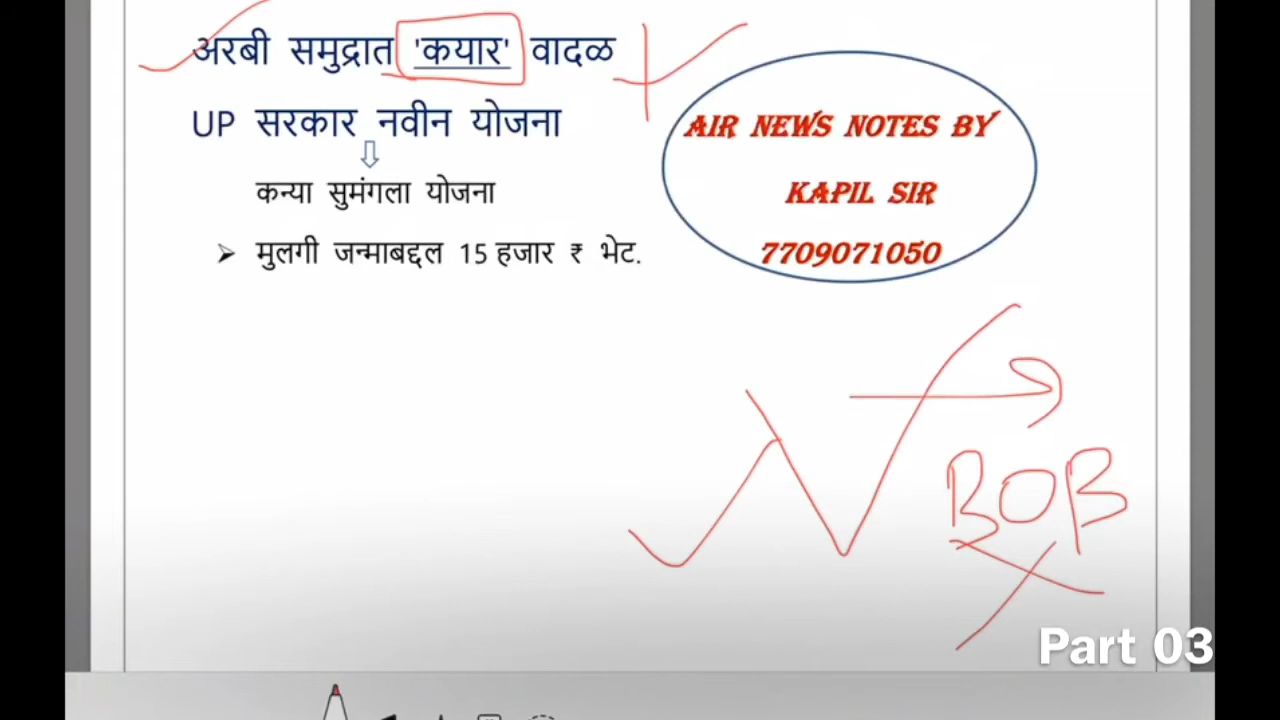 अरबी समुद्रात 'कयार' वादळ
UP सरकार नवीन योजना
कन्या सुमंगला योजना
➢ मुलगी जन्माबद्दल 15 हजार ₹ भेट.
AIR NEWS NOTES BY
KAPIL SIR
7709071050
BOB
Part 03